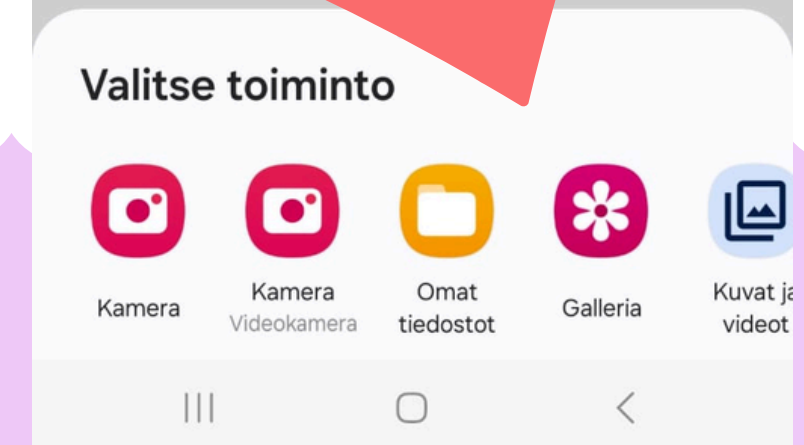 Valitse toiminto
Kamera
Kamera
Videokamera
Omat
tiedostot
Galleria
Kuvat ja
videot